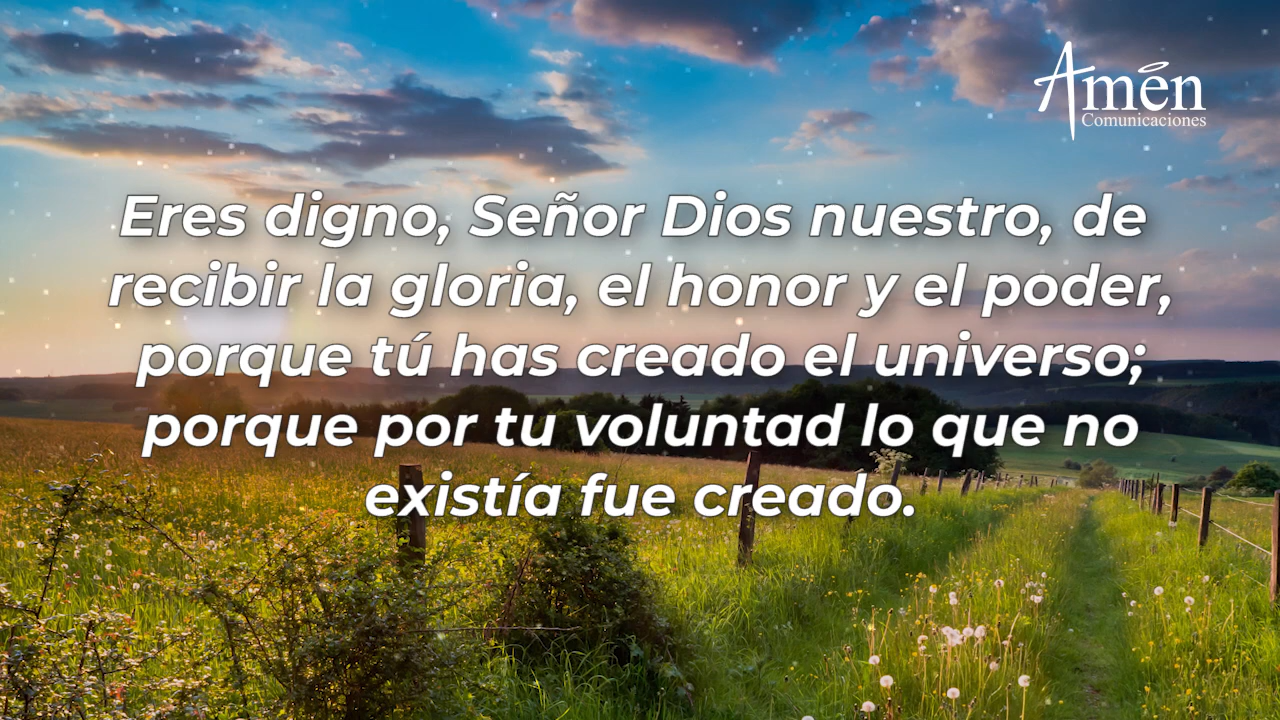 Amén
Comunicaciones
Eres digno, Señor Dios nuestro, de
recibir la gloria, el honor y el poder,
porque tú has creado el universo;
porque por tu voluntad lo que no
existía fue creado.